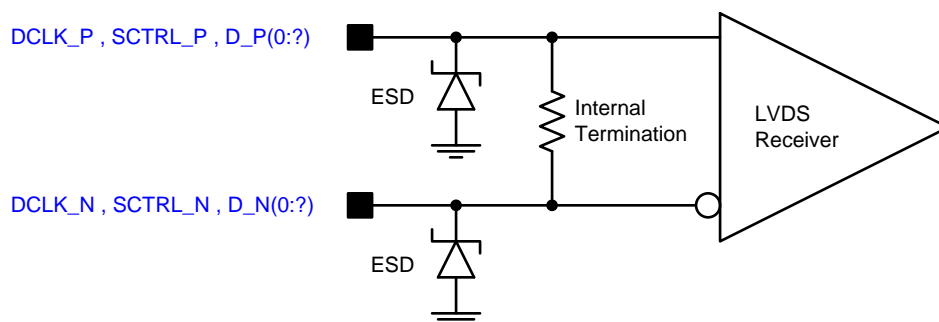 DCLK_P , SCTRL_P , D_P(0:?)
ESD
Internal
Termination
LVDS
Receiver
DCLK_N , SCTRL_N , D_N(0:?)
ESD